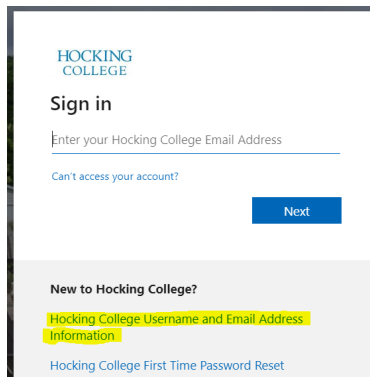 HOCKING
COLLEGE
Sign in
Enter your Hocking College Email Address
Can't access your account?
Next
New to Hocking College?
Hocking College Username and Email Address
Information
Hocking College First Time Password Reset